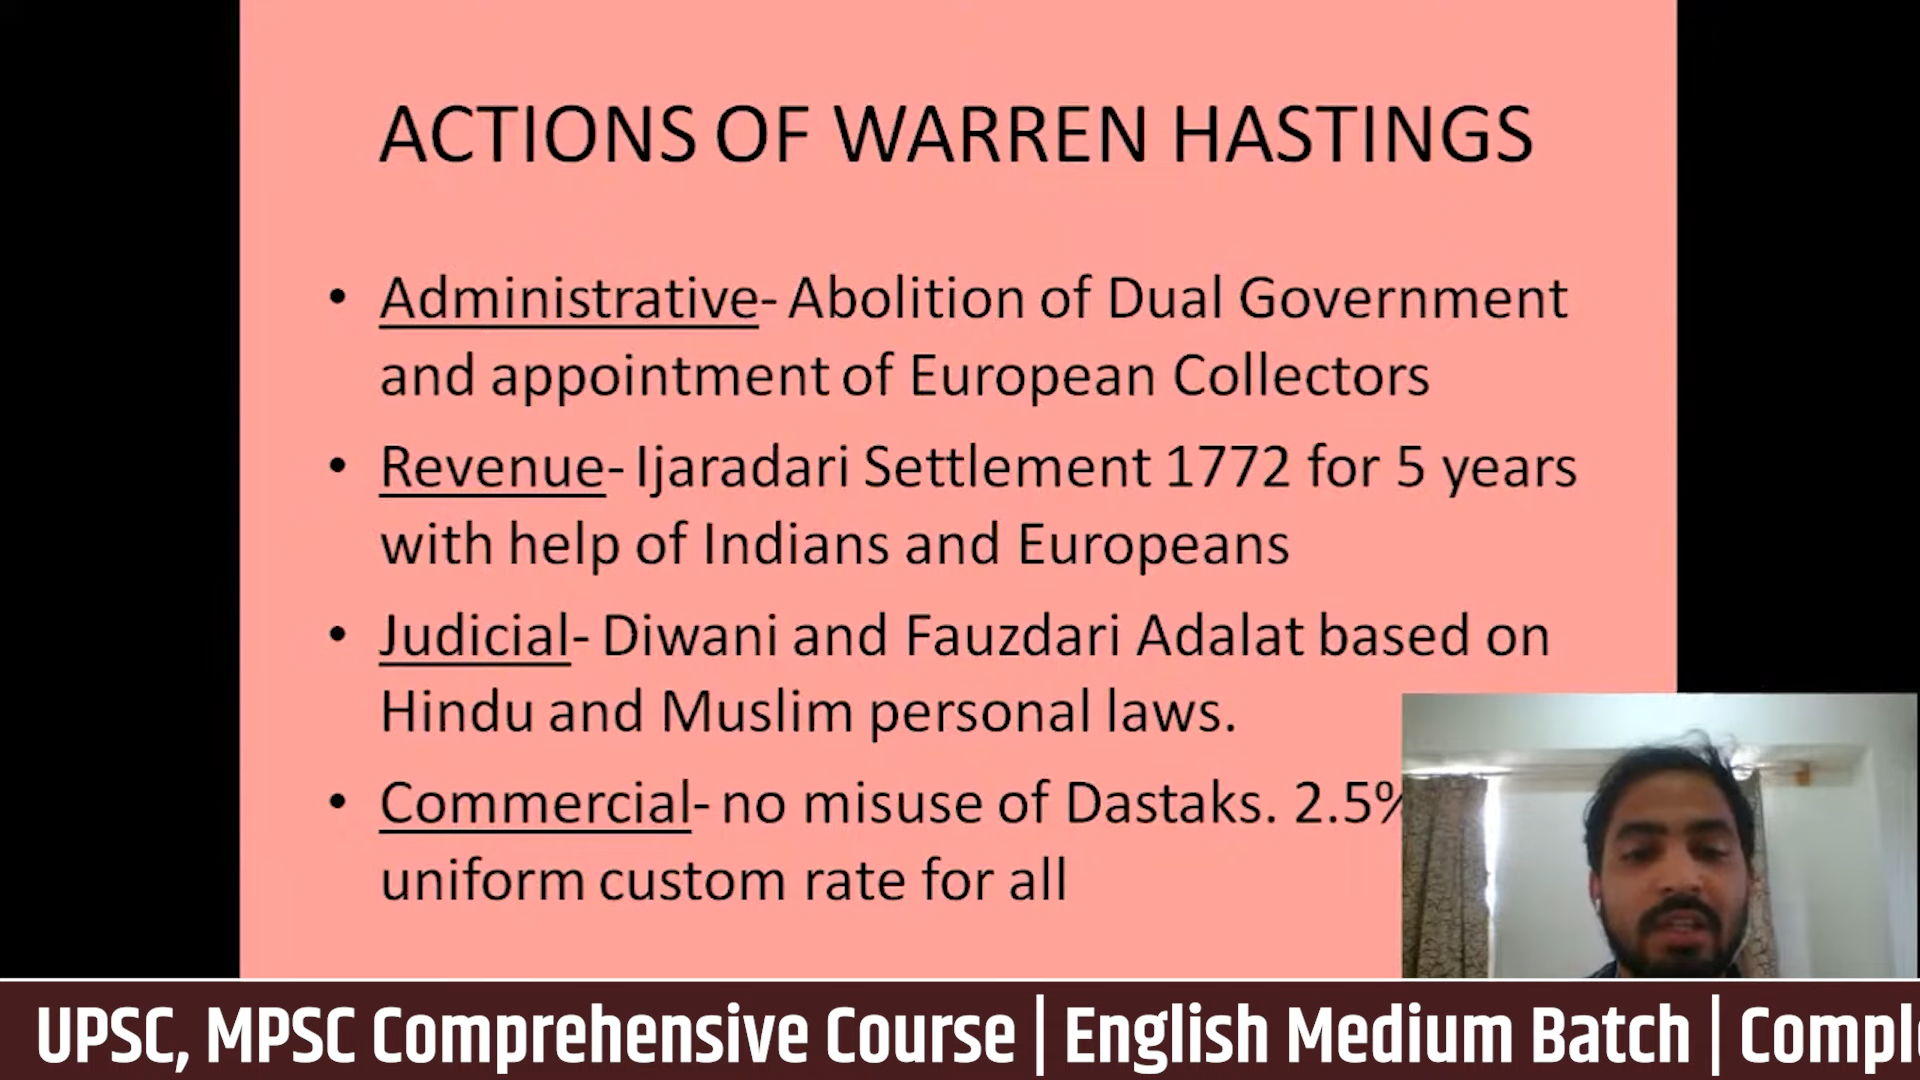 ACTIONS OF WARREN HASTINGS
• Administrative- Abolition of Dual Government
and appointment of European Collectors
• Revenue- Ijaradari Settlement 1772 for 5 years
with help of Indians and Europeans
• Judicial- Diwani and Fauzdari Adalat based on
Hindu and Muslim personal laws.
• Commercial- no misuse of Dastaks. 2.5%
uniform custom rate for all
UPSC, MPSC Comprehensive Course | English Medium Batch |